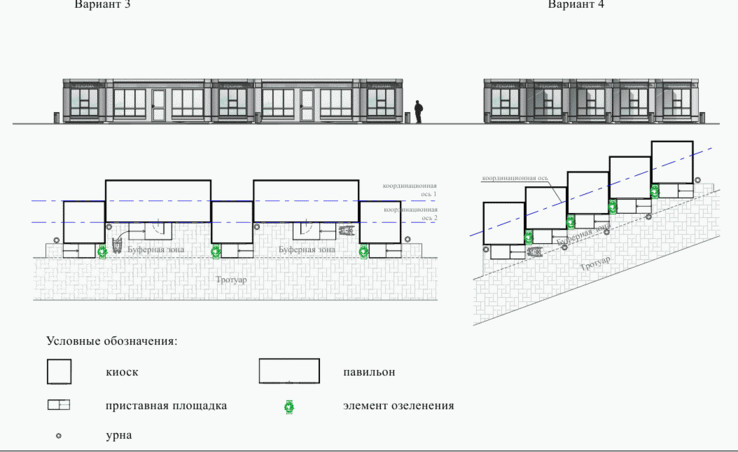 Вариант 3
Вариант 4
координационная
ось 1
координационная
ось 2
Буферная зона
Буферная зона
Тротуар
координационная ось
Буферная зона
Тротуар
Условные обозначения:
киоск
павильон
приставная площадка
элемент озеленения
урна